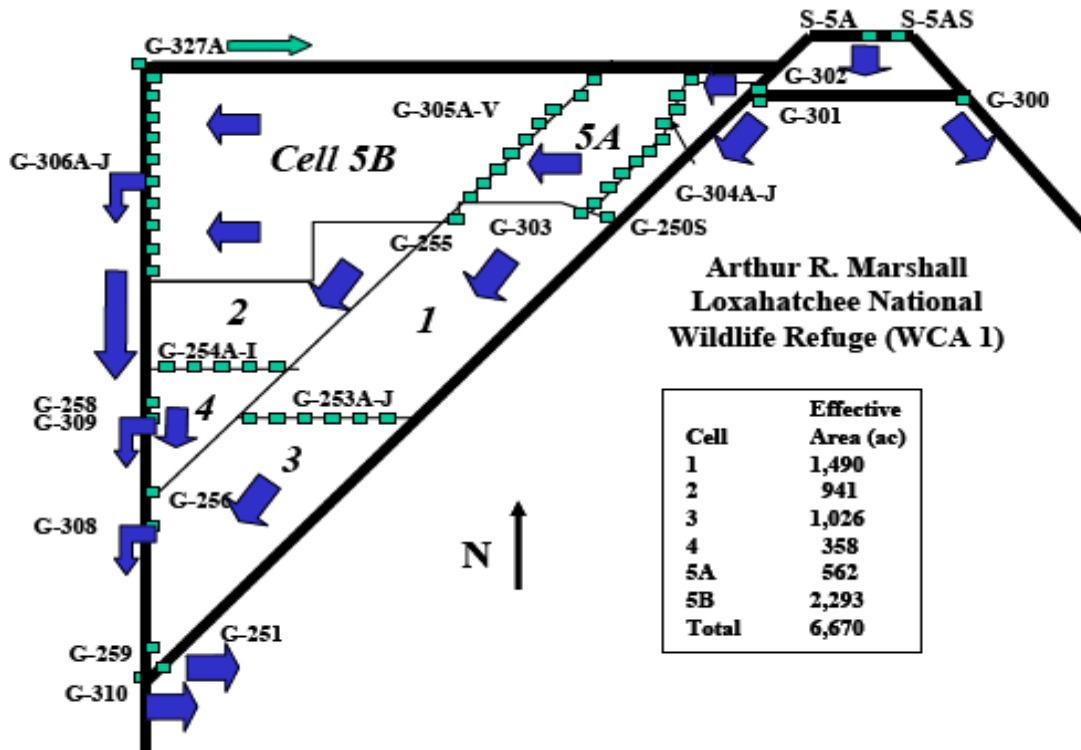 S-5A S-5AS
G-327A
G-302
G-305A-V
G-300
G-301
5A
Cell 5B
G-306A-J
G-304A-J
G-303
G-250S
G-255
Arthur R. Marshall
Loxahatchee National
Wildlife Refuge (WCA 1)
2
1
G-254A-I
G-258
G-309
4
G-253A-J
3
G-256
G-308
N
Effective
Cell Area (ac)
1 1,490
2 941
3 1,026
4 358
5A 562
5B 2,293
Total 6,670
G-251
G-259
G-310